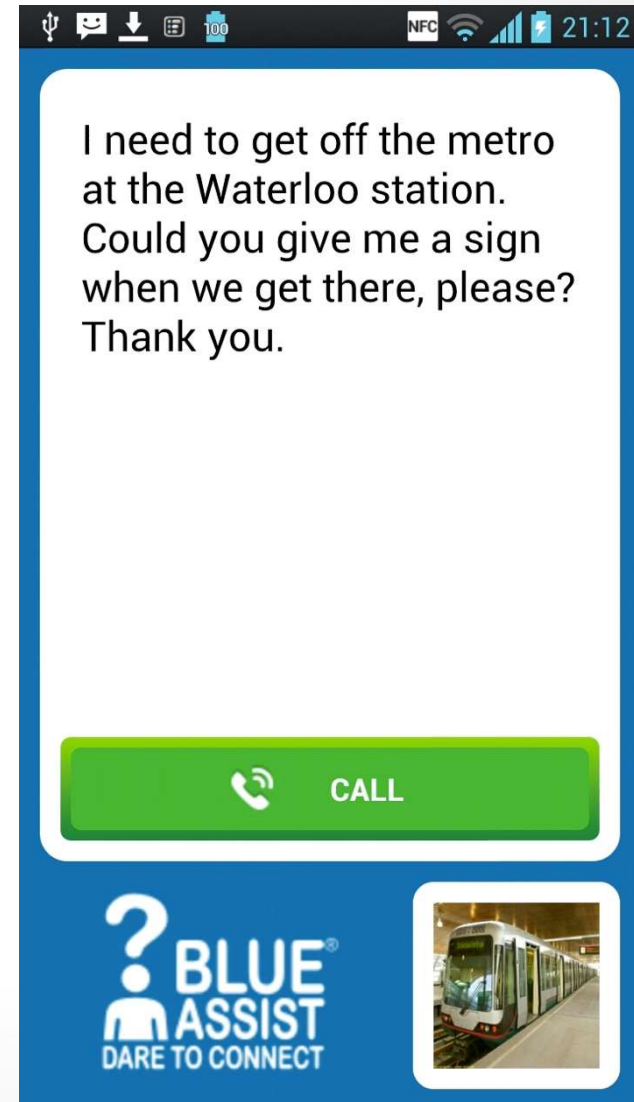 NFC 21:12
100
I need to get off the metro
at the Waterloo station.
Could you give me a sign
when we get there, please?
Thank you.
CALL
?BLUE®
ASSIST
DARE TO CONNECT